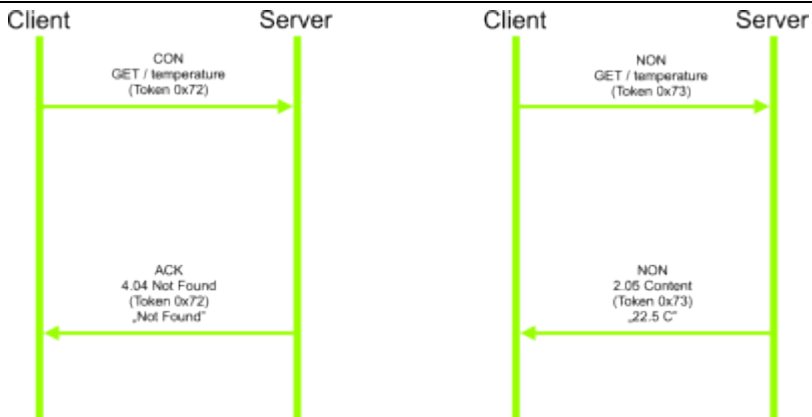 Client
Server
CON
GET / temperature
(Token 0x72)
ACK
4.04 Not Found
(Token 0x72)
„Not Found”
Client
Server
NON
GET / temperature
(Token 0x73)
NON
2.05 Content
(Token 0x73)
„22.5 C”